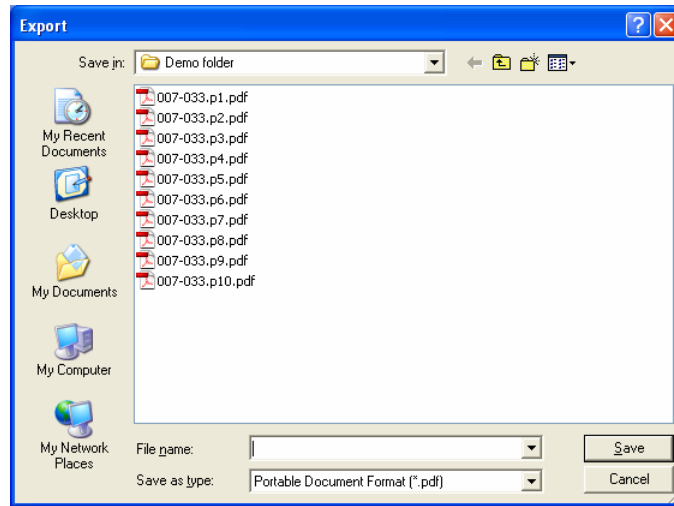 Export
Save in:
Demo folder
My Recent
Documents
Desktop
My Documents
My Computer
My Network
Places
007-033.p1.pdf
007-033.p2.pdf
007-033.p3.pdf
007-033.p4.pdf
007-033.p5.pdf
007-033.p6.pdf
007-033.p7.pdf
007-033.p8.pdf
007-033.p9.pdf
007-033.p10.pdf
File name:
Save
Save as type:
Portable Document Format (*.pdf)
Cancel